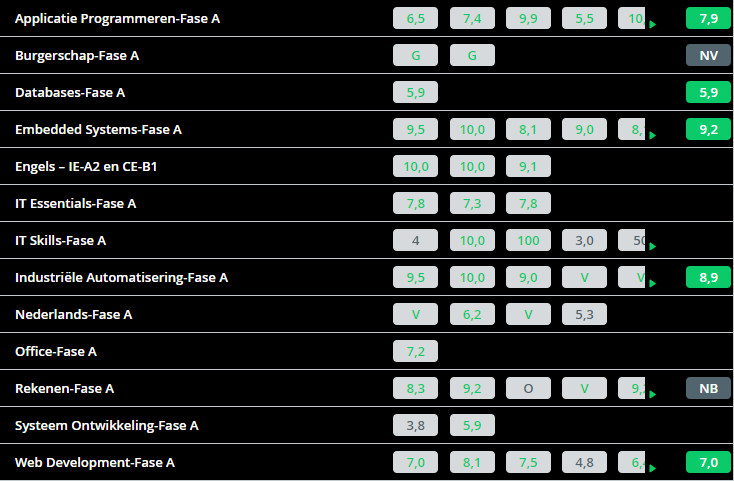 Applicatie Programmeren-Fase A 6,5 7,4 9,9 5,5 10, 7,9
Burgerschap-Fase A G G NV
Databases-Fase A 5,9 5,9
Embedded Systems-Fase A 9,5 10,0 8,1 9,0 8, 9,2
Engels – IE-A2 en CE-B1 10,0 10,0 9,1
IT Essentials-Fase A 7,8 7,3 7,8
IT Skills-Fase A 4 10,0 100 3,0 50
Industriële Automatisering-Fase A 9,5 10,0 9,0 V V 8,9
Nederlands-Fase A V 6,2 V 5,3
Office-Fase A 7,2
Rekenen-Fase A 8,3 9,2 O V 9, NB
Systeem Ontwikkeling-Fase A 3,8 5,9
Web Development-Fase A 7,0 8,1 7,5 4,8 6, 7,0